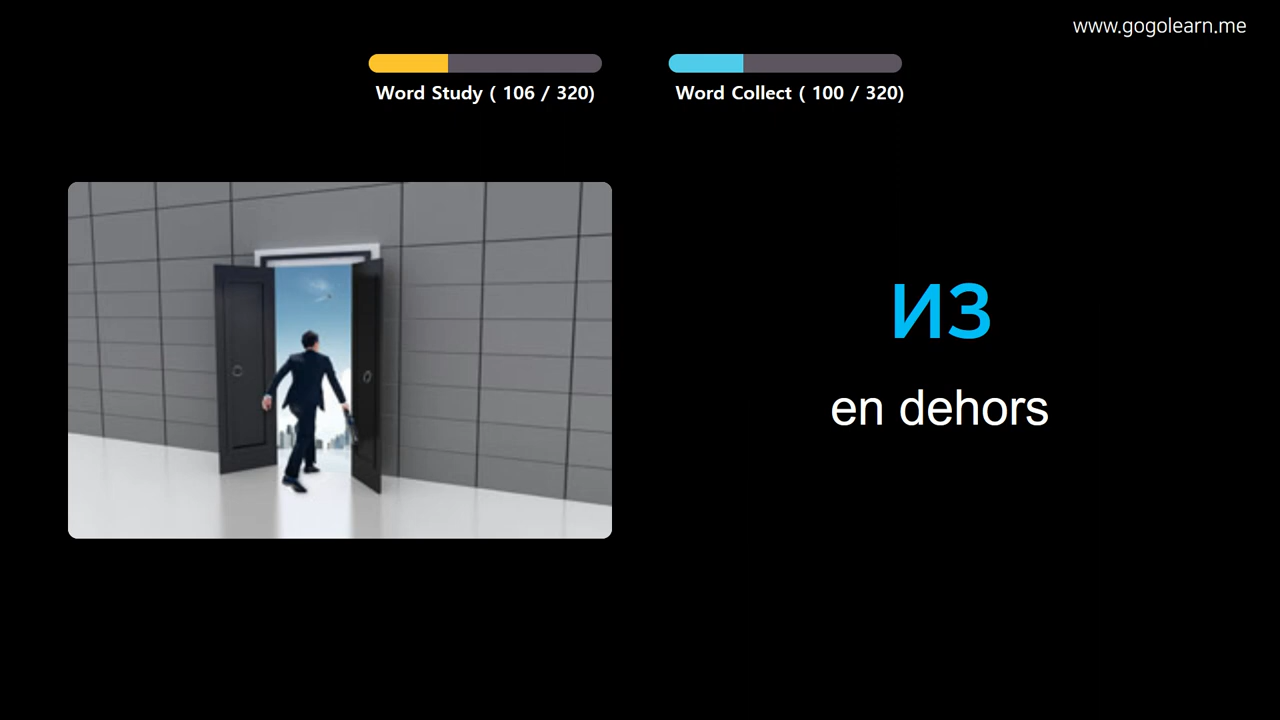 www.gogolearn.me
Word Study ( 106 / 320)
Word Collect ( 100 / 320)
из
en dehors